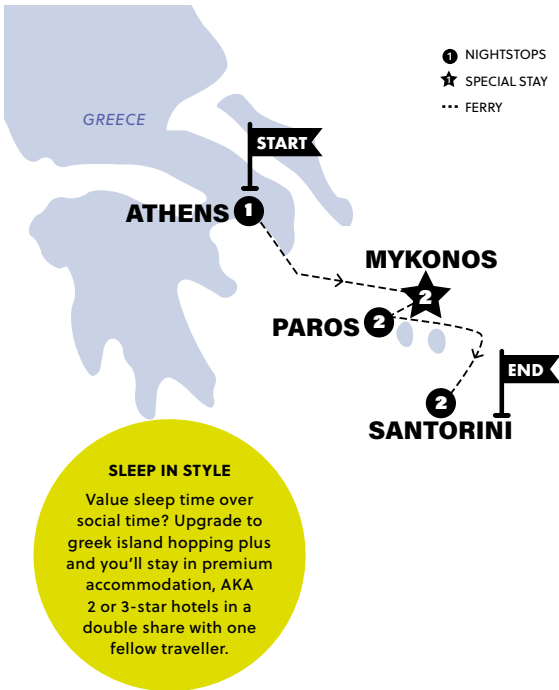 1 NIGHTSTOPS
1 SPECIAL STAY
FERRY
GREECE
START
ATHENS 1
MYKONOS
2
PAROS 2
END
2
SANTORINI
SLEEP IN STYLE
Value sleep time over
social time? Upgrade to
greek island hopping plus
and you’ll stay in premium
accommodation, AKA
2 or 3-star hotels in a
double share with one
fellow traveller.